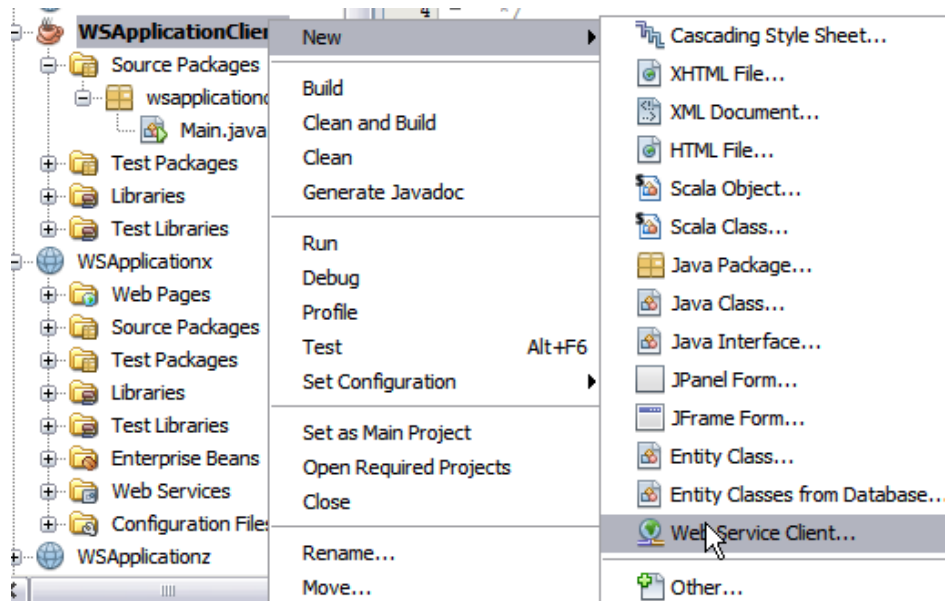 WSApplicationClien
Source Packages
wsapplicationc
Main.java
Test Packages
Libraries
Test Libraries
WSApplicationx
Web Pages
Source Packages
Test Packages
Libraries
Test Libraries
Enterprise Beans
Web Services
Configuration Files
WSApplicationz
4
New
Build
Clean and Build
Clean
Generate Javadoc
Run
Debug
Profile
Test Alt+F6
Set Configuration
Set as Main Project
Open Required Projects
Close
Rename...
Move...
Cascading Style Sheet...
XHTML File...
XML Document...
HTML File...
Scala Object...
Scala Class...
Java Package...
Java Class...
Java Interface...
JPanel Form...
JFrame Form...
Entity Class...
Entity Classes from Database...
Web Service Client...
Other...